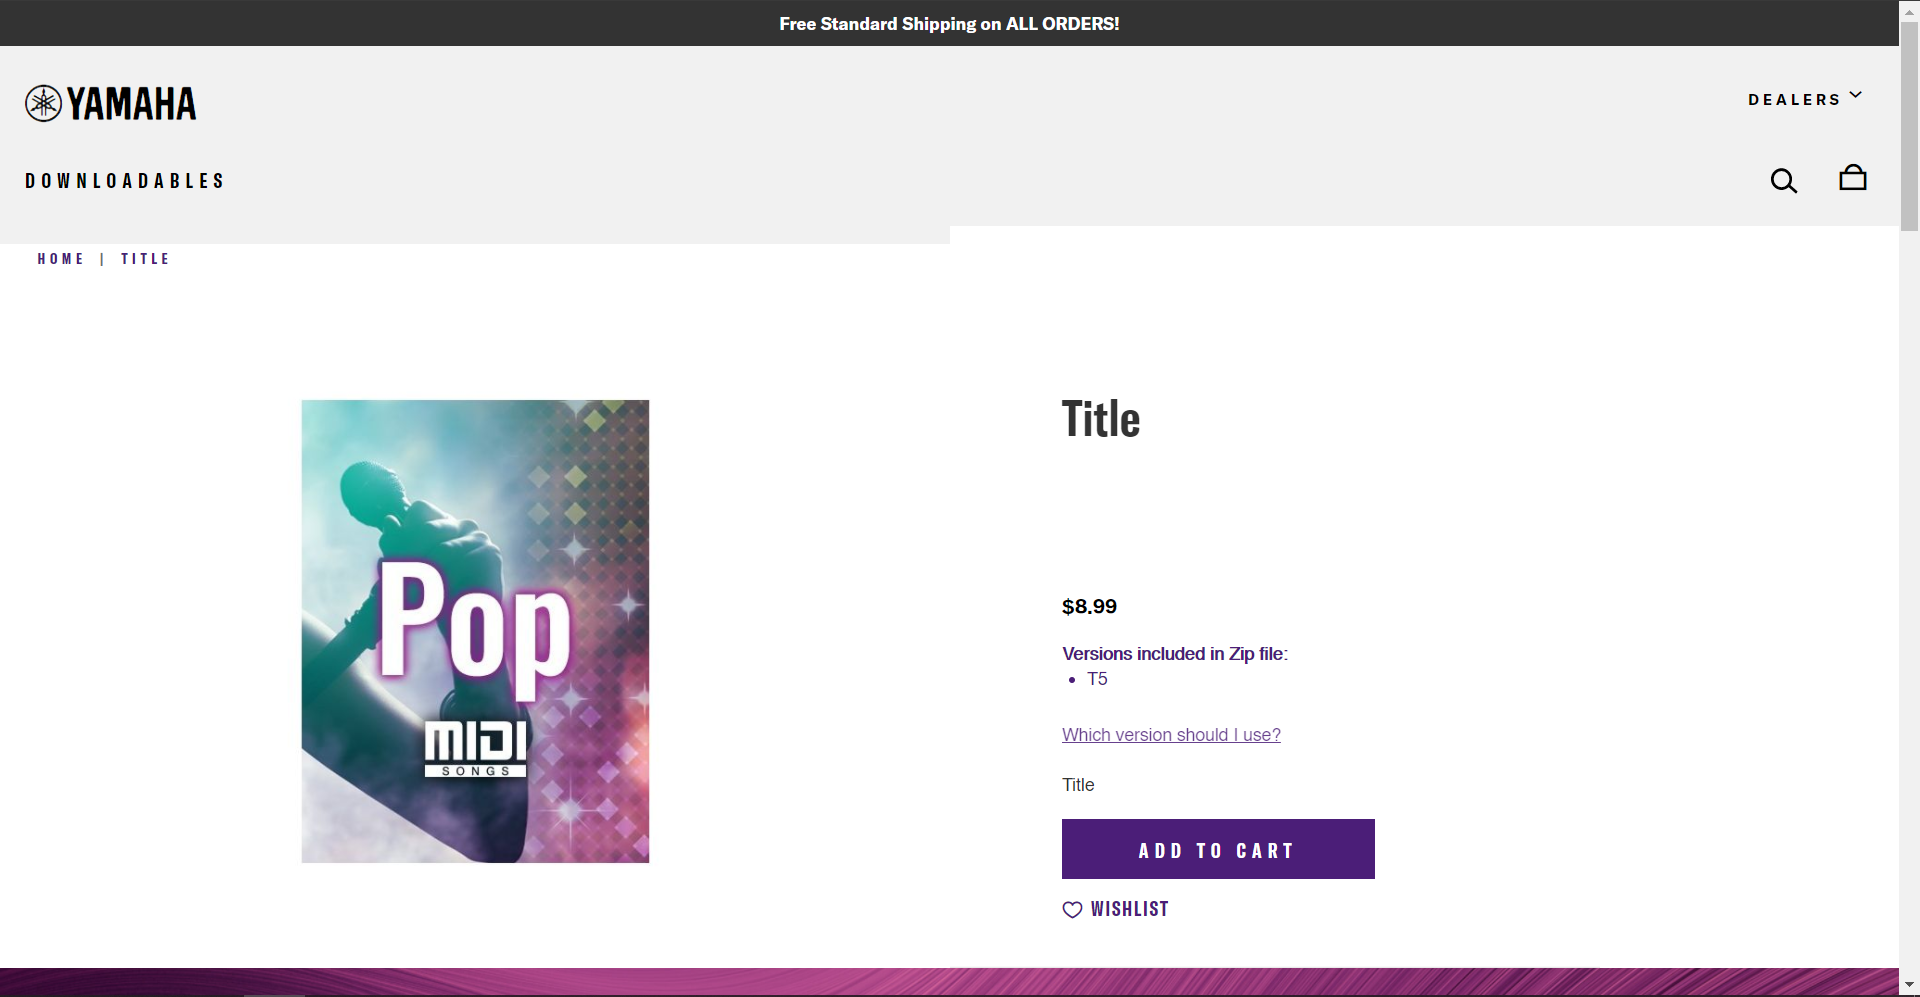 Free Standard Shipping on ALL ORDERS!
YAMAHA
DEALERS
DOWNLOADABLES
HOME | TITLE
Pop
MIDI
SONGS
Title
$8.99
Versions included in Zip file:
• T5
Which version should I use?
Title
ADD TO CART
WISHLIST